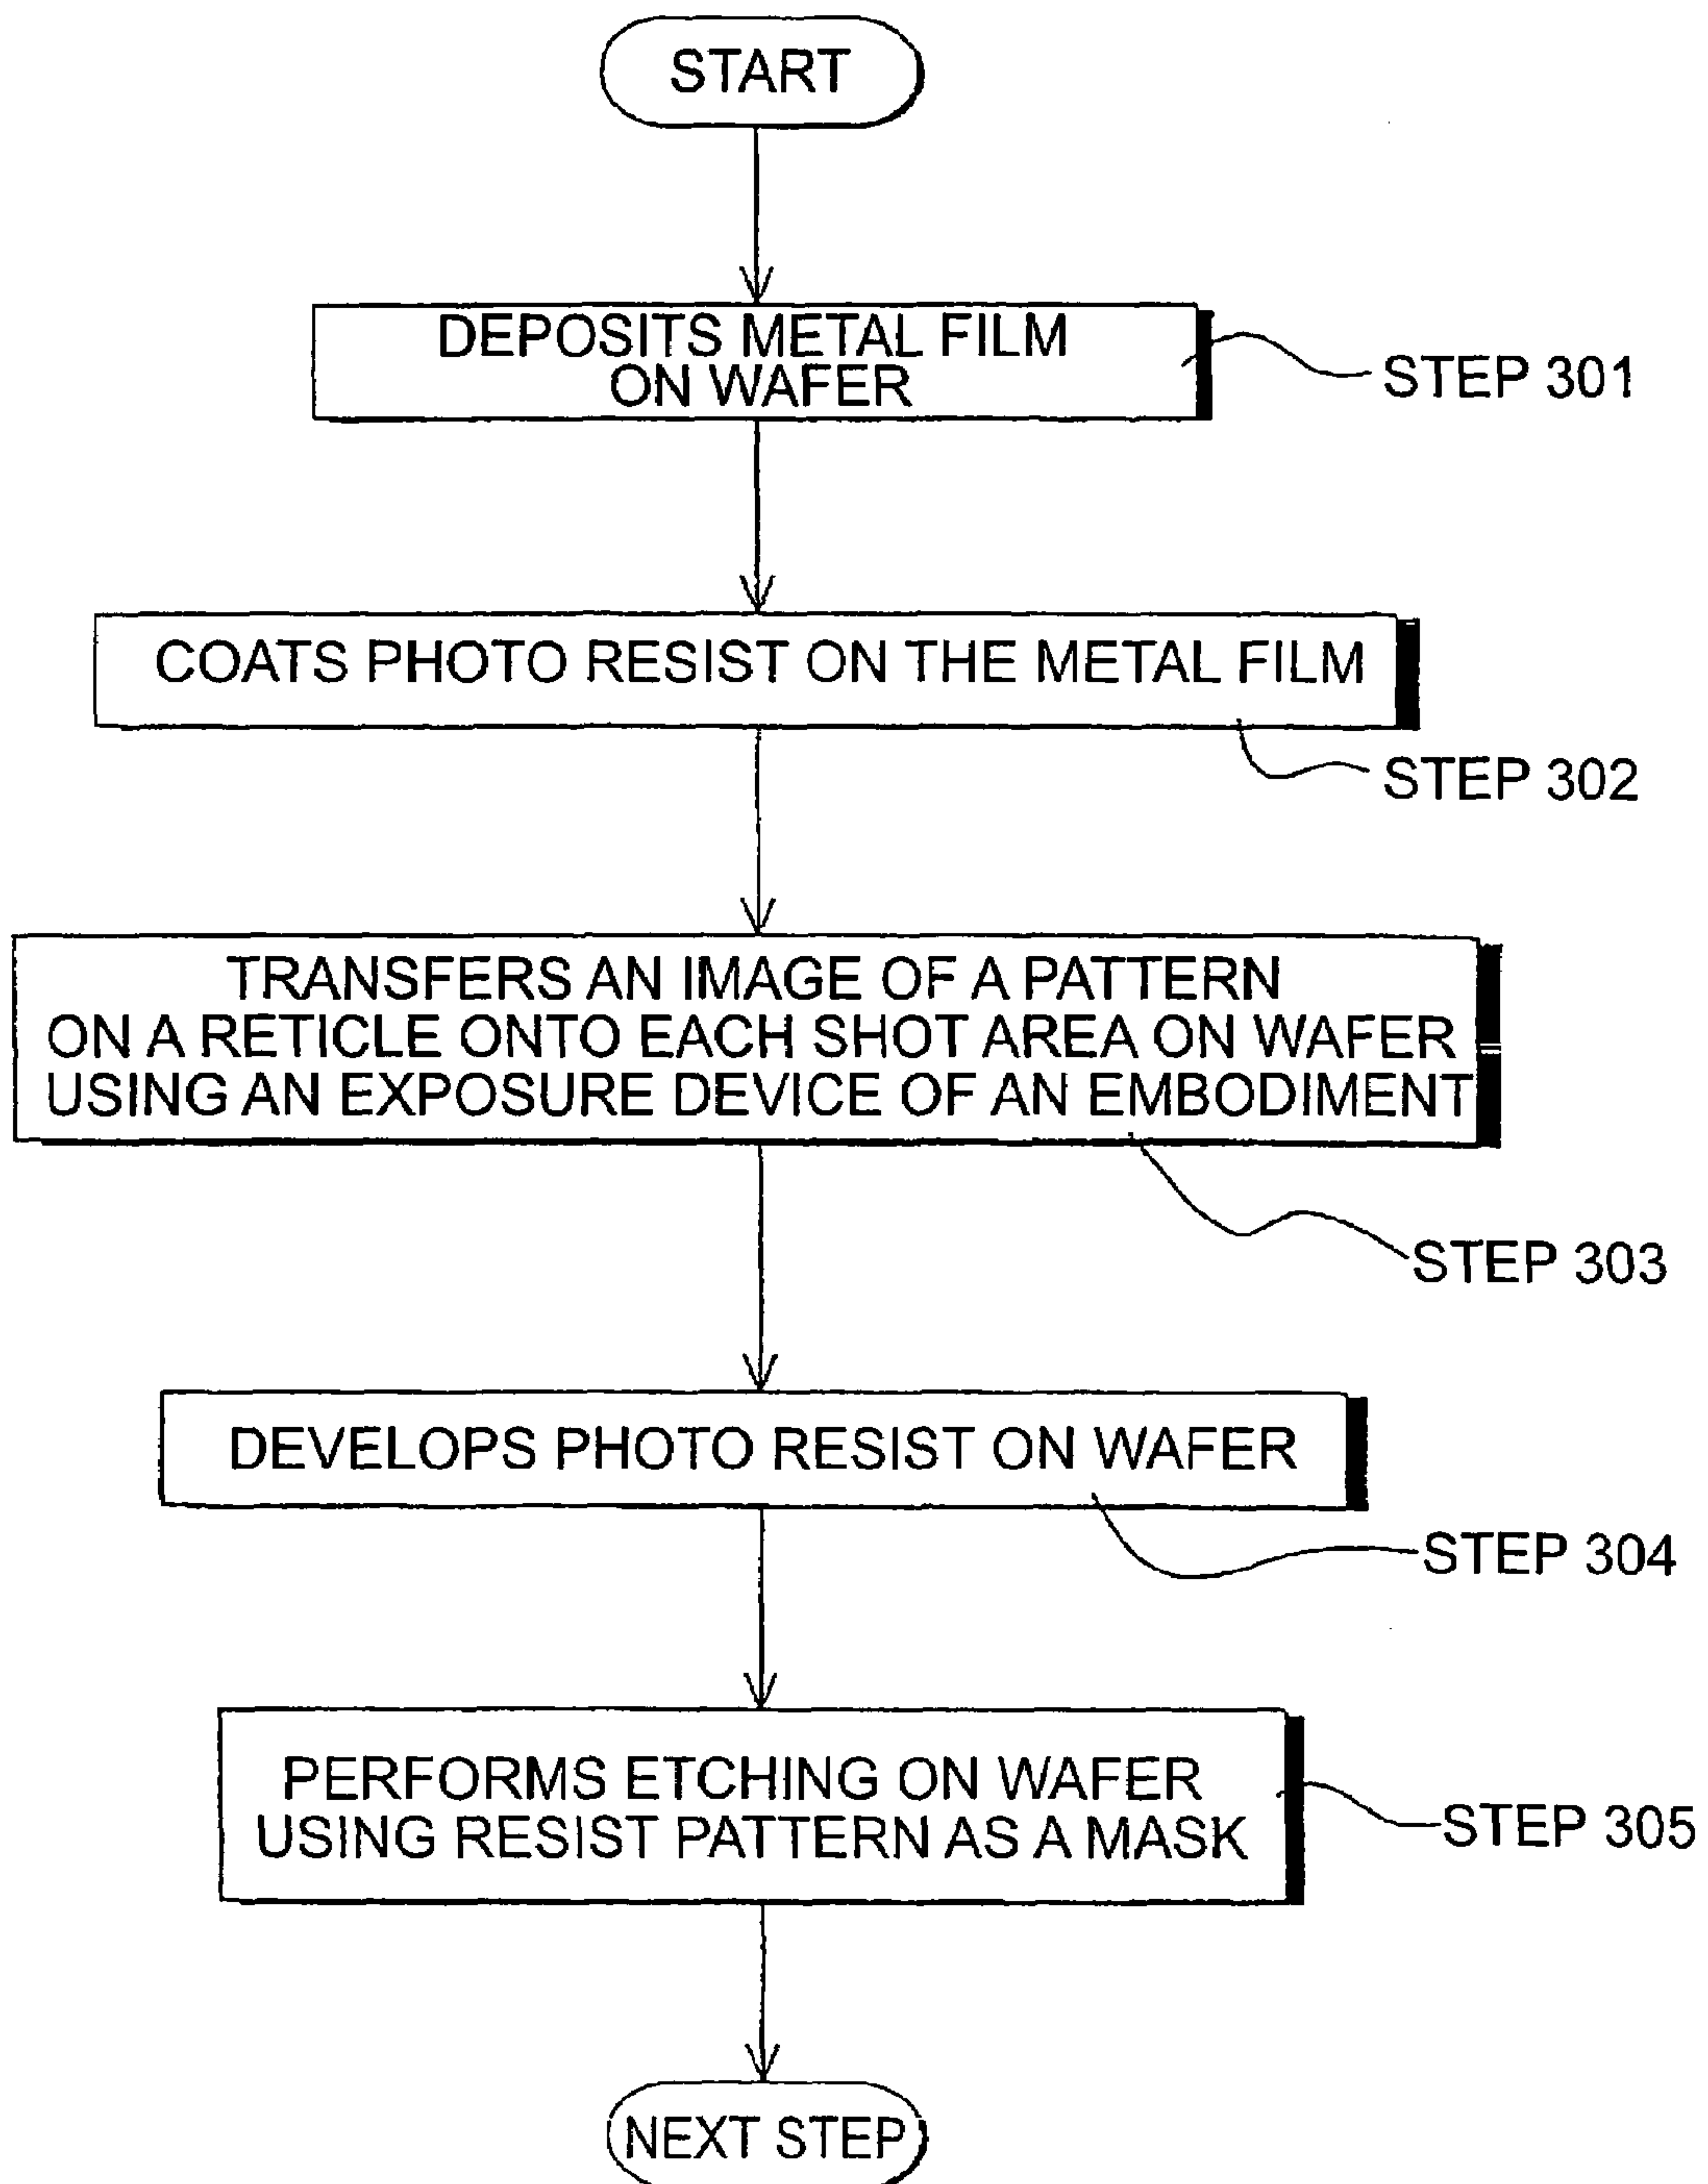 START
DEPOSITS METAL FILM
ON WAFER
STEP 301
COATS PHOTO RESIST ON THE METAL FILM
STEP 302
TRANSFERS AN IMAGE OF A PATTERN
ON A RETICLE ONTO EACH SHOT AREA ON WAFER
USING AN EXPOSURE DEVICE OF AN EMBODIMENT
STEP 303
DEVELOPS PHOTO RESIST ON WAFER
STEP 304
PERFORMS ETCHING ON WAFER
USING RESIST PATTERN AS A MASK
STEP 305
NEXT STEP